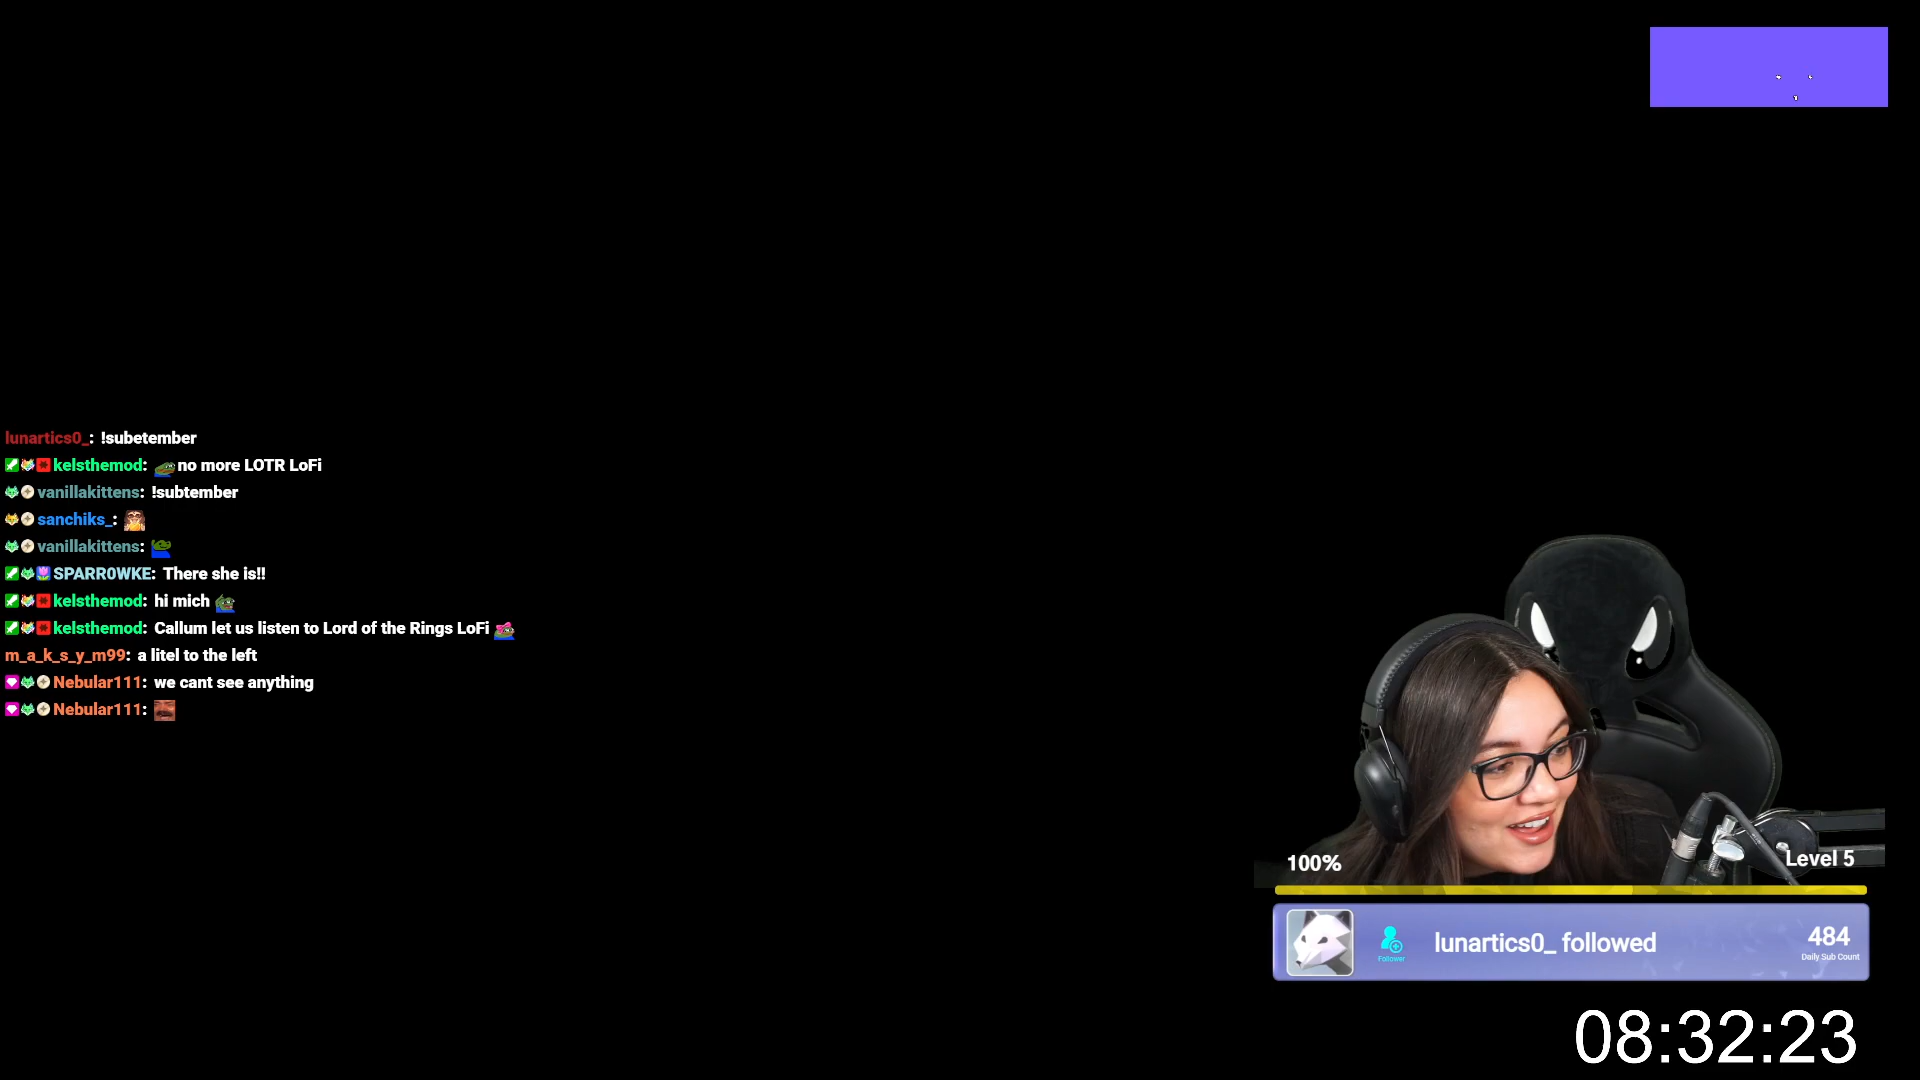 lunartics0_: !subetember
kelsthemod: no more LOTR LoFi
vanillakittens: !subtember
sanchiks_:
vanillakittens:
SPARR0WKE: There she is!!
kelsthemod: hi mich
kelsthemod: Callum let us listen to Lord of the Rings LoFi
m_a_k_s_y_m99: a litel to the left
Nebular111: we cant see anything
Nebular111:
100%
Level 5
Follower
lunartics0_ followed
484
Daily Sub Count
08:32:23